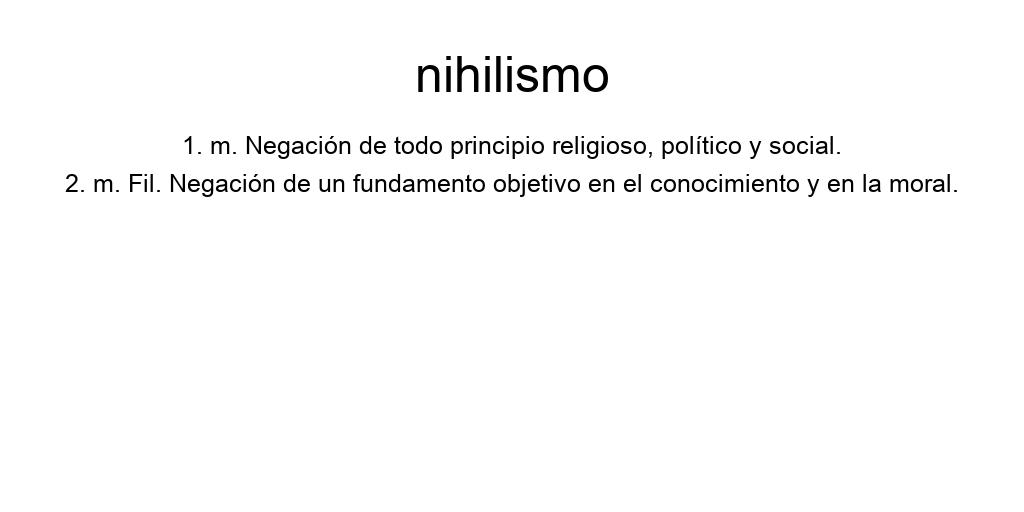 nihilismo
1. m. Negación de todo principio religioso, político y social.
2. m. Fil. Negación de un fundamento objetivo en el conocimiento y en la moral.